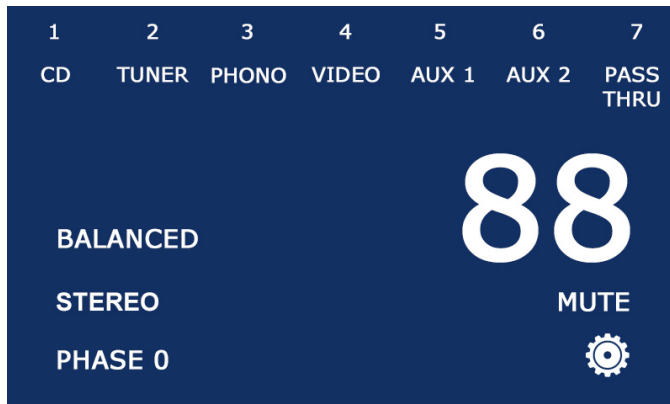 1 2 3 4 5 6 7
CD TUNER PHONO VIDEO AUX 1 AUX 2 PASS
THRU
88
BALANCED
STEREO MUTE
PHASE 0